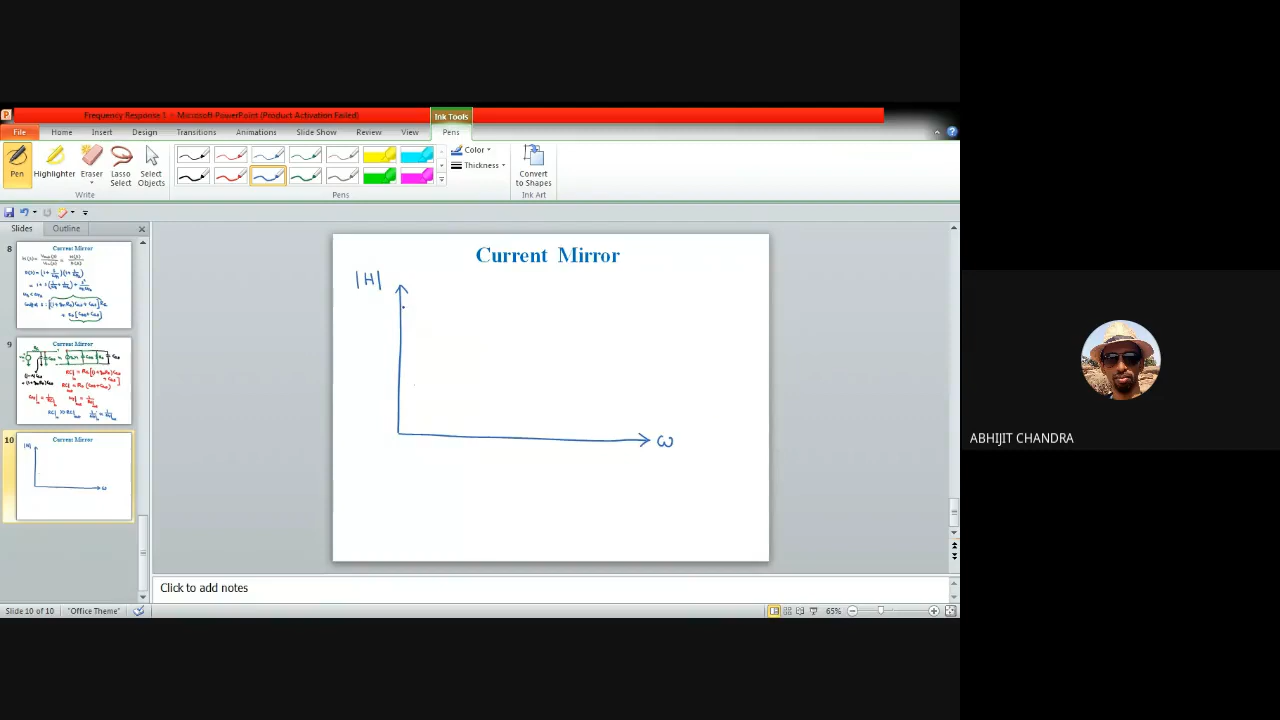 Frequency Response 1 - Microsoft PowerPoint (Product Activation Failed)
Ink Tools
File Home Insert Design Transitions Animations Slide Show Review View Pens
Pen Highlighter Eraser Lasso Select Select Objects
Color
Thickness
Convert to Shapes
Write Pens Ink Art
Slides Outline
8
Current Mirror
9
Current Mirror
10
Current Mirror
|H|
ω
Current Mirror
|H|
ω
ABHIJIT CHANDRA
Click to add notes
Slide 10 of 10 "Office Theme" 65%